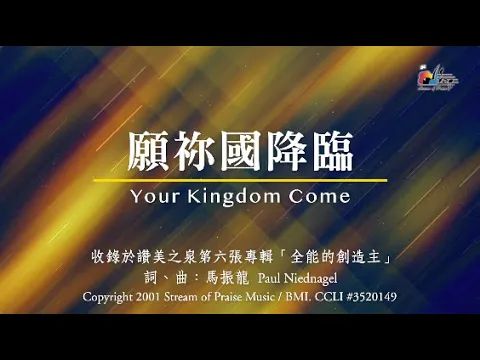 願祢國降臨
Your Kingdom Come
收錄於讚美之泉第六張專輯「全能的創造主」
詞、曲：馬振龍 Paul Niednagel
Copyright 2001 Stream of Praise Music / BMI. CCLI #3520149